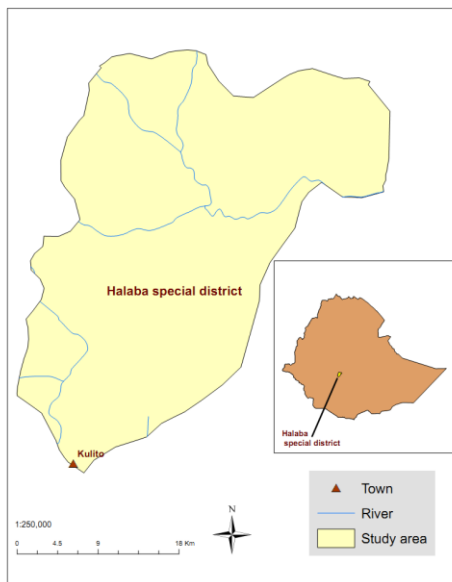 Halaba special district
Kulito
Halaba
special district
1:250,000
0 4.5 9 18 Km
N
Town
River
Study area